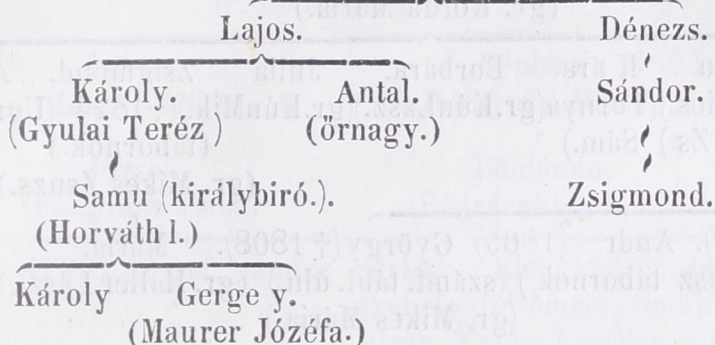 Lajos. Dénezs.
Károly. Antal. Sándor.
(Gyulai Teréz ) (őrnagy.)
Samu (királybiró.). Zsigmond.
(Horváth l.)
Károly Gerge y.
(Maurer Józéfa.)